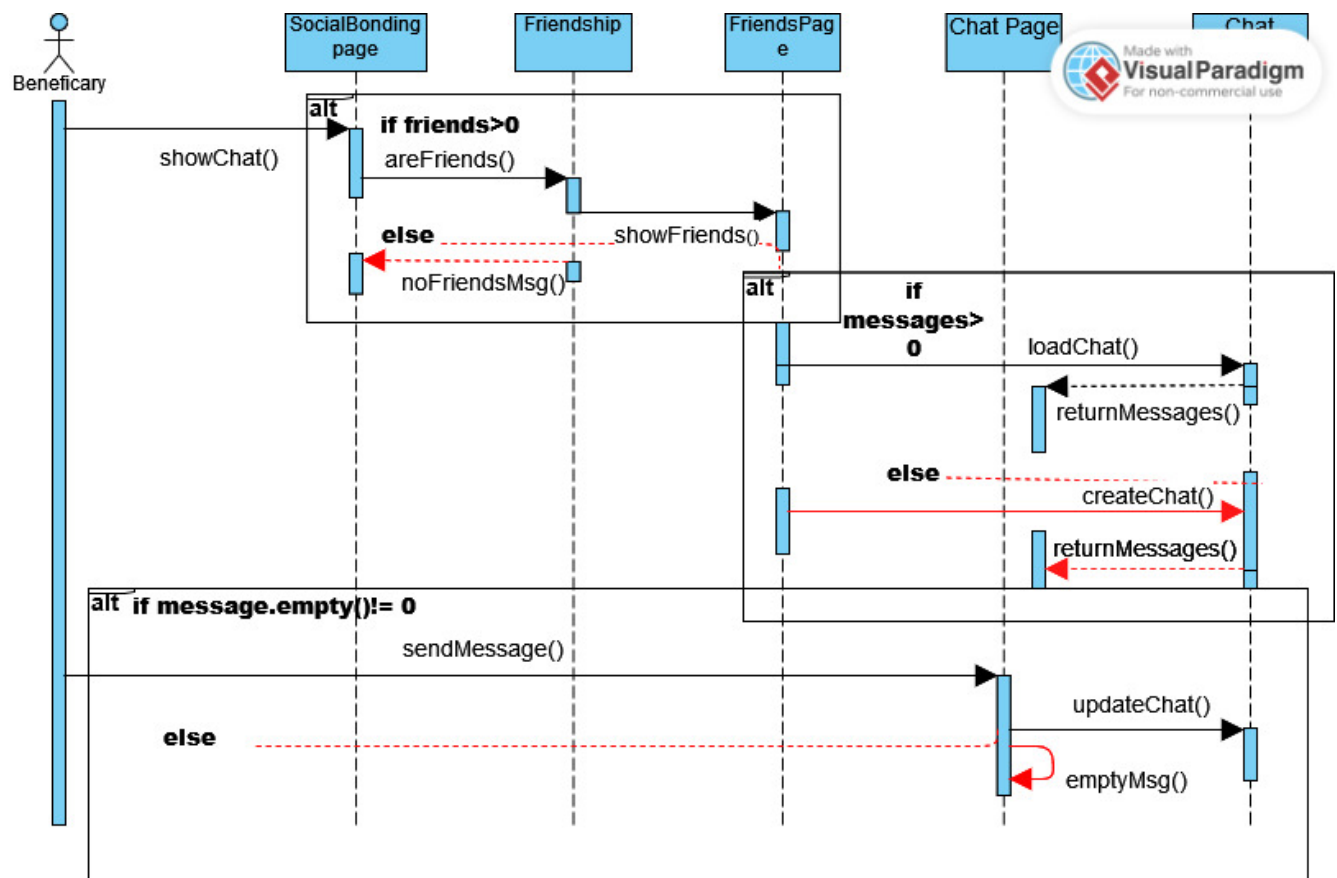 SocialBonding
page
Friendship
FriendsPag
e
Chat Page
Chat
Made with
VisualParadigm
For non-commercial use
Beneficary
alt
if friends>0
showChat()
areFriends()
else
showFriends()
noFriendsMsg()
alt
if
messages>
0
loadChat()
returnMessages()
else
createChat()
returnMessages()
alt if message.empty()!= 0
sendMessage()
updateChat()
else
emptyMsg()